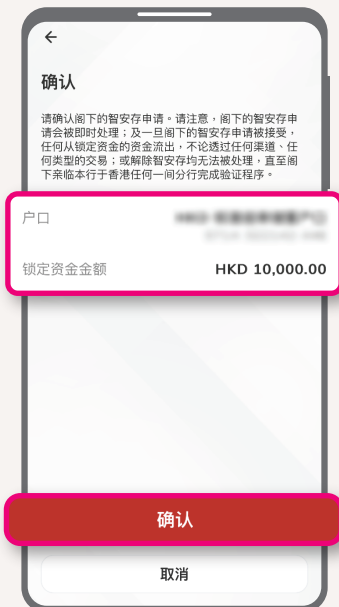 确认
请确认阁下的智安存申请。请注意，阁下的智安存申
请会被即时处理；及一旦阁下的智安存申请被接受，
任何从锁定资金的资金流出，不论透过任何渠道、任
何类型的交易；或解除智安存均无法被处理，直至阁
下亲临本行于香港任何一间分行完成验证程序。
户口
锁定资金金额 HKD 10,000.00
确认
取消